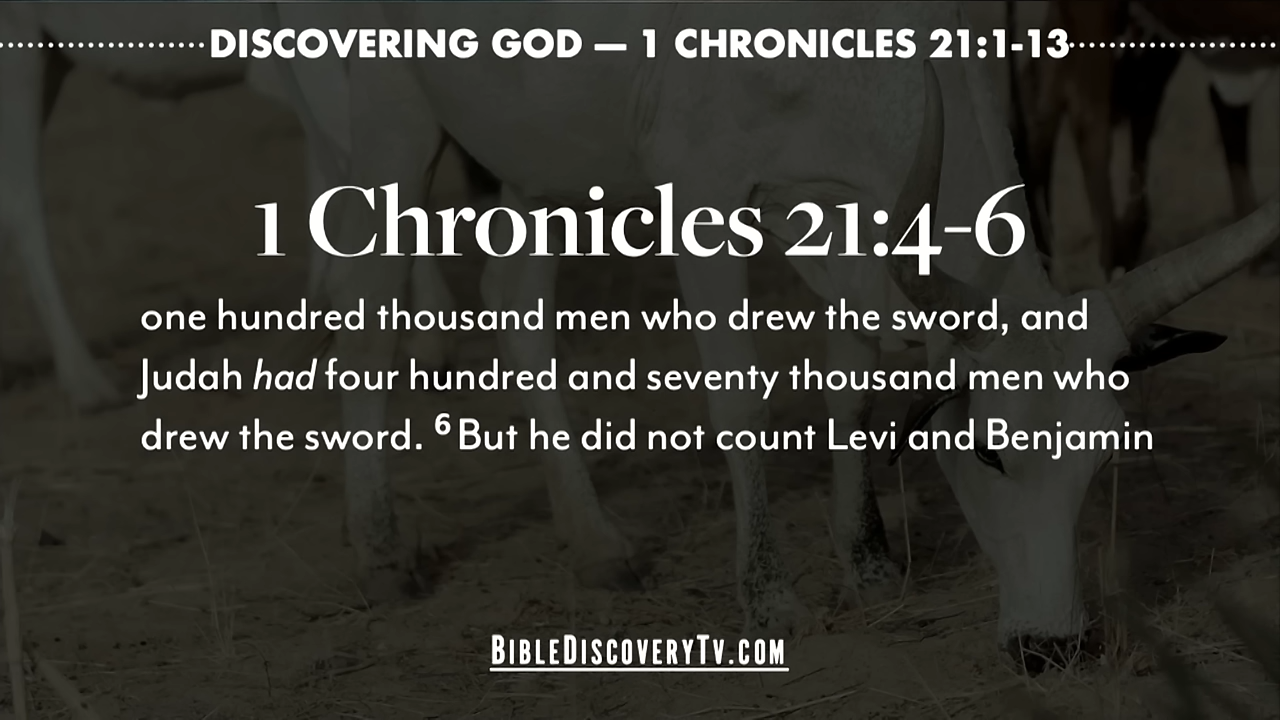 DISCOVERING GOD — 1 CHRONICLES 21:1-13
1 Chronicles 21:4-6
one hundred thousand men who drew the sword, and
Judah had four hundred and seventy thousand men who
drew the sword. 6 But he did not count Levi and Benjamin
BIBLEDISCOVERYTV.COM